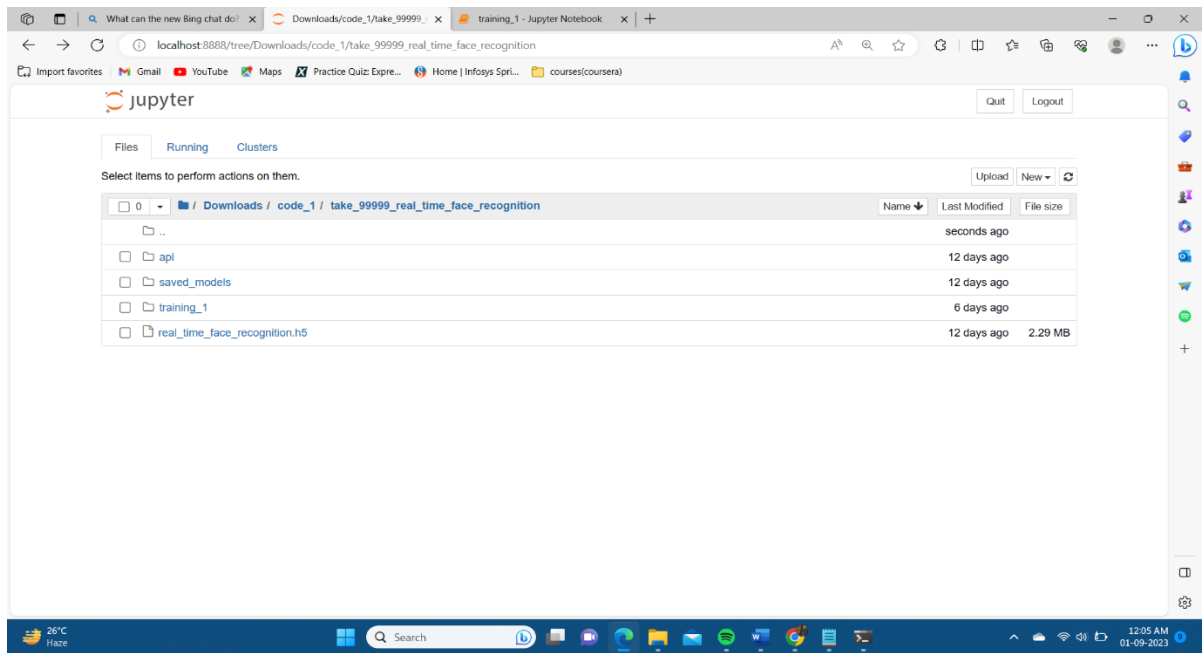 What can the new Bing chat do?
Downloads/code_1/take_99999_
training_1 - Jupyter Notebook
localhost:8888/tree/Downloads/code_1/take_99999_real_time_face_recognition
Import favorites Gmail YouTube Maps Practice Quiz: Expre... Home | Infosys Spri... courses(coursera)
jupyter Quit Logout
Files Running Clusters
Select items to perform actions on them. Upload New
0 / Downloads / code_1 / take_99999_real_time_face_recognition Name Last Modified File size
.. seconds ago
api 12 days ago
saved_models 12 days ago
training_1 6 days ago
real_time_face_recognition.h5 12 days ago 2.29 MB
26°C
Haze
Search
12:05 AM
01-09-2023